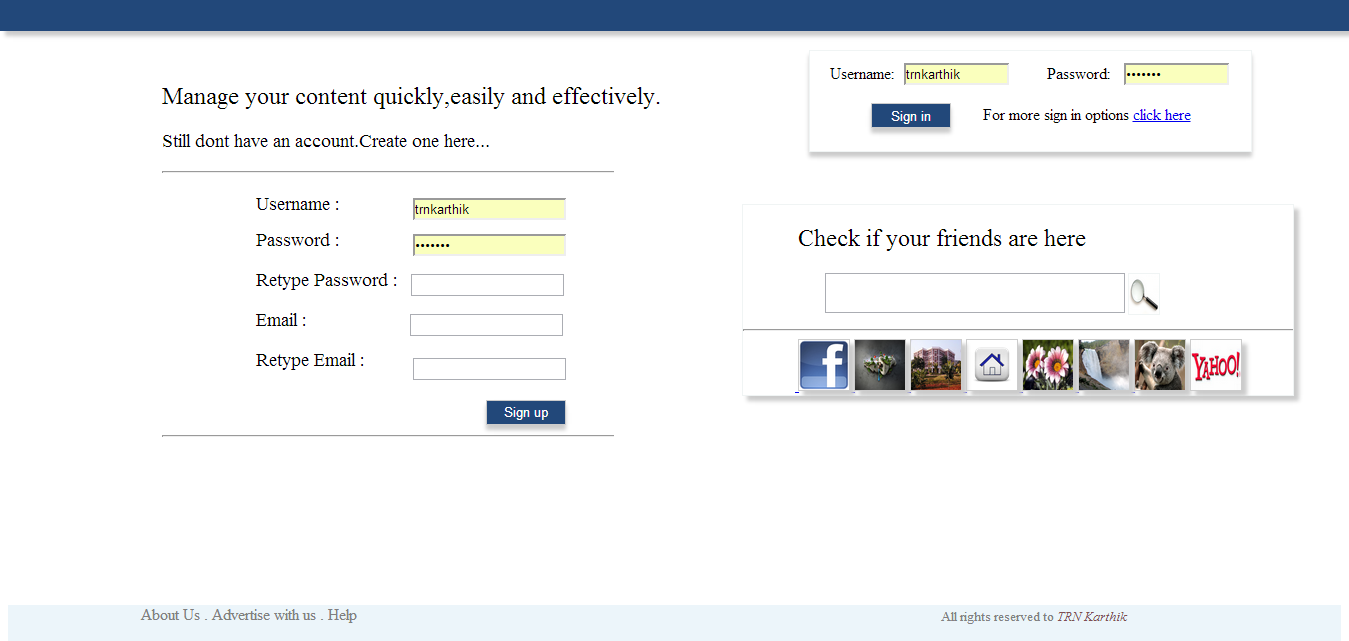 Manage your content quickly,easily and effectively.
Still dont have an account.Create one here...
Username :
trnkarthik
Password :
•••••••
Retype Password :
Email :
Retype Email :
Sign up
Username:
trnkarthik
Password:
•••••••
Sign in
For more sign in options click here
Check if your friends are here
f
YAHOO!
About Us . Advertise with us . Help
All rights reserved to TRN Karthik